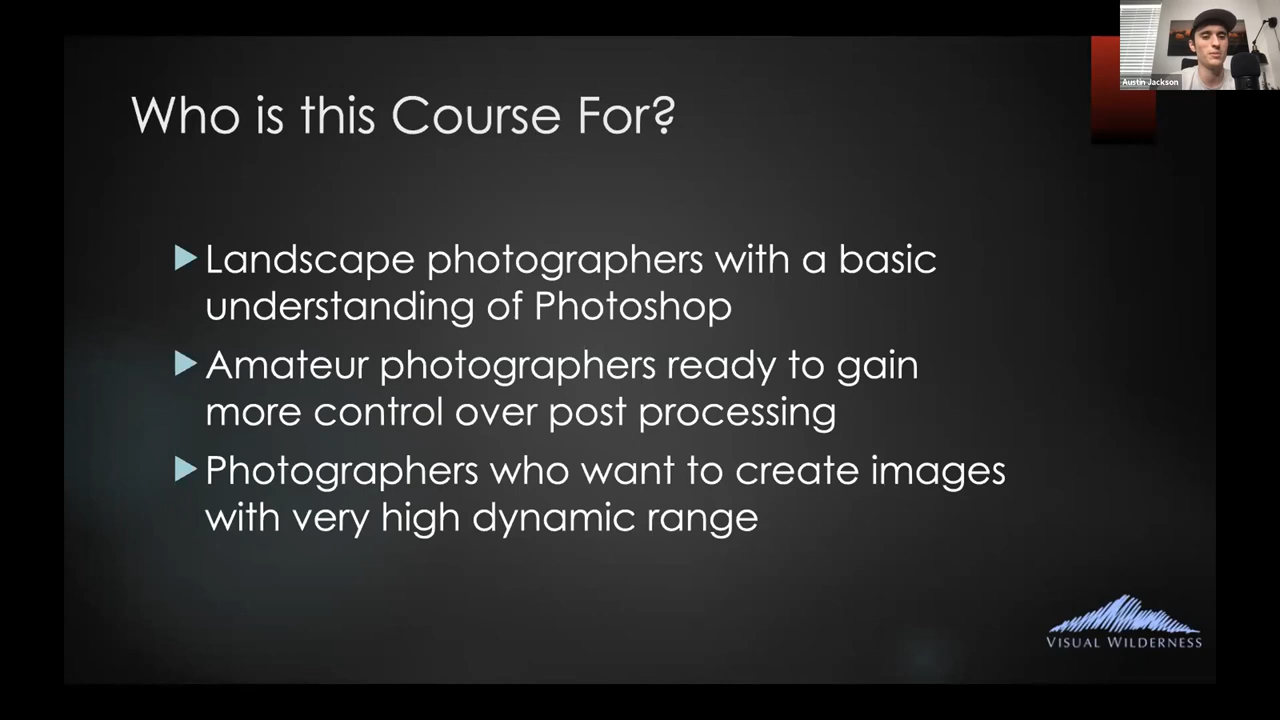 Who is this Course For?
Landscape photographers with a basic
understanding of Photoshop
Amateur photographers ready to gain
more control over post processing
Photographers who want to create images
with very high dynamic range
VISUAL WILDERNESS
Austin Jackson